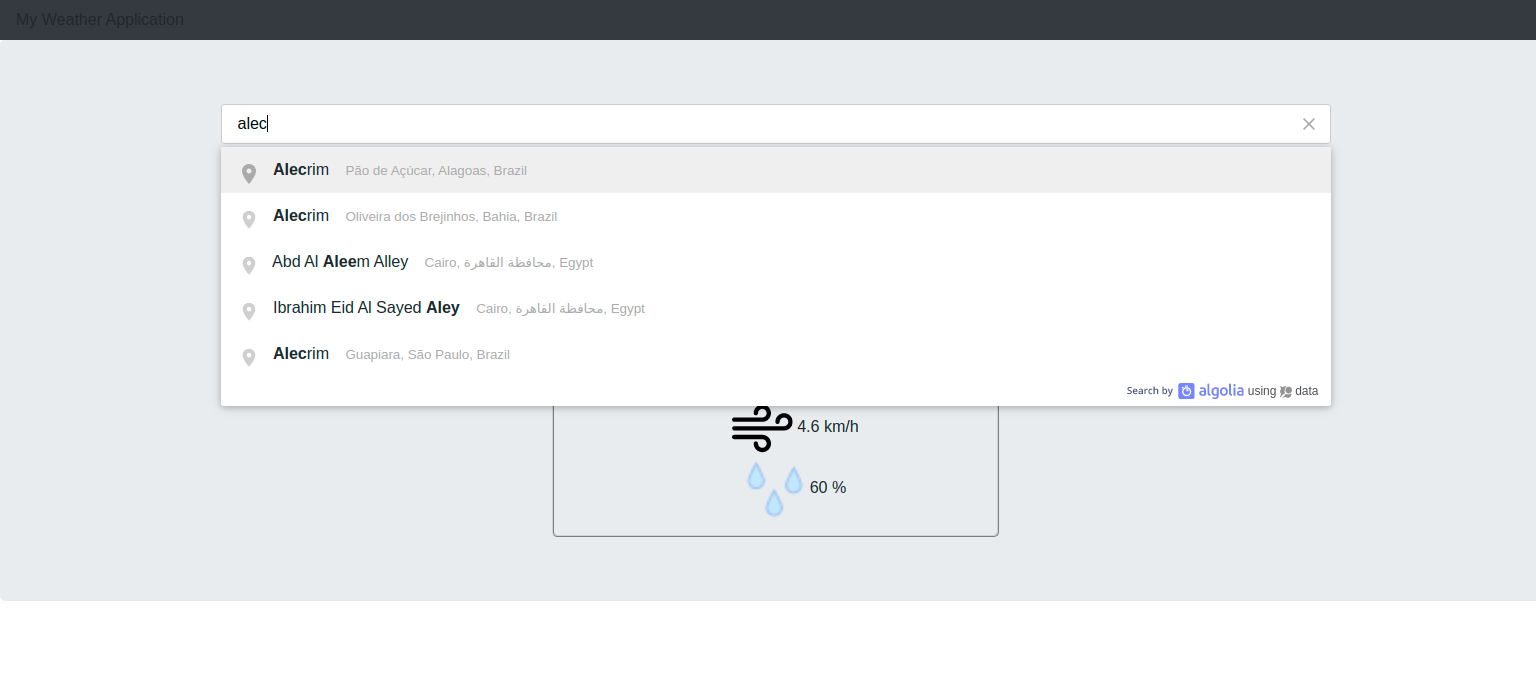 My Weather Application
alec
Alecrim Pão de Açúcar, Alagoas, Brazil
Alecrim Oliveira dos Brejinhos, Bahia, Brazil
Abd Al Aleem Alley Cairo, محافظة القاهرة, Egypt
Ibrahim Eid Al Sayed Aley Cairo, محافظة القاهرة, Egypt
Alecrim Guapiara, São Paulo, Brazil
Search by algolia using data
4.6 km/h
60 %